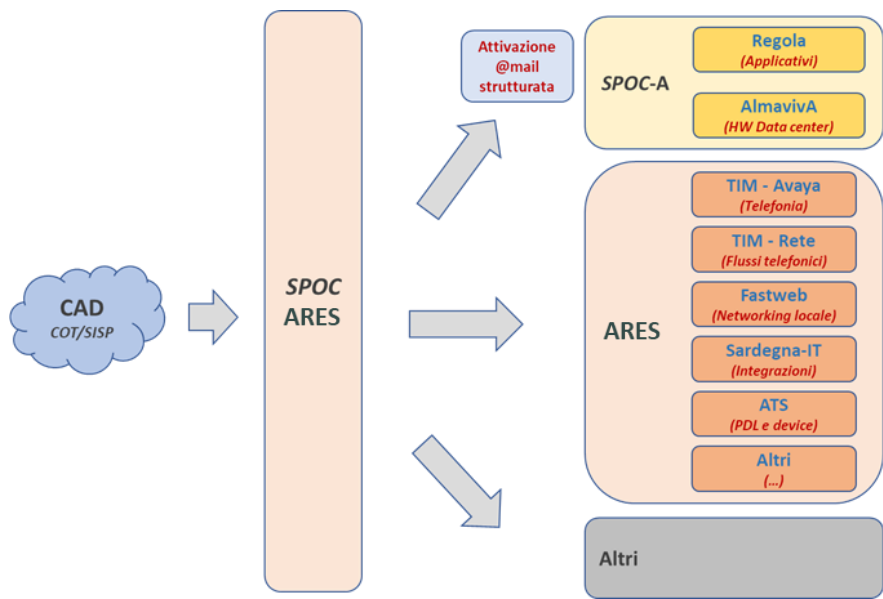 CAD
COT/SISP
SPOC
ARES
Attivazione
@mail
strutturata
SPOC-A
Regola
(Applicativi)
AlmavivA
(HW Data center)
ARES
TIM - Avaya
(Telefonia)
TIM - Rete
(Flussi telefonici)
Fastweb
(Networking locale)
Sardegna-IT
(Integrazioni)
ATS
(PDL e device)
Altri
(...)
Altri